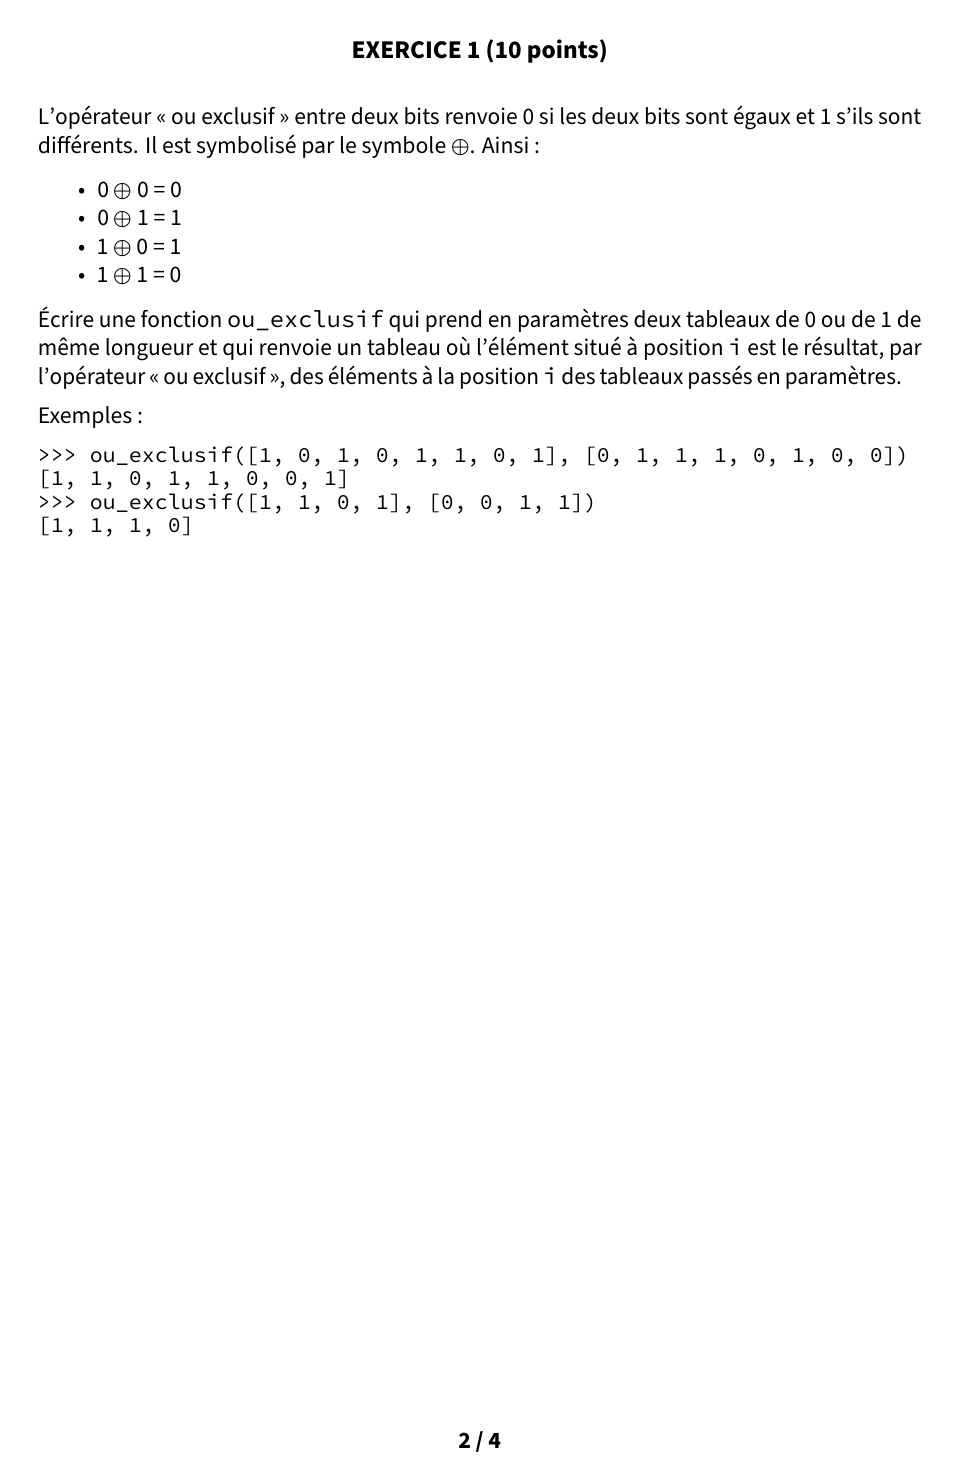 EXERCICE 1 (10 points)
L’opérateur « ou exclusif » entre deux bits renvoie 0 si les deux bits sont égaux et 1 s’ils sont
différents. Il est symbolisé par le symbole ⊕. Ainsi :
• 0 ⊕ 0 = 0
• 0 ⊕ 1 = 1
• 1 ⊕ 0 = 1
• 1 ⊕ 1 = 0
Écrire une fonction ou_exclusif qui prend en paramètres deux tableaux de 0 ou de 1 de
même longueur et qui renvoie un tableau où l’élément situé à position i est le résultat, par
l’opérateur « ou exclusif », des éléments à la position i des tableaux passés en paramètres.
Exemples :
>>> ou_exclusif([1, 0, 1, 0, 1, 1, 0, 1], [0, 1, 1, 1, 0, 1, 0, 0])
[1, 1, 0, 1, 1, 0, 0, 1]
>>> ou_exclusif([1, 1, 0, 1], [0, 0, 1, 1])
[1, 1, 1, 0]
2 / 4